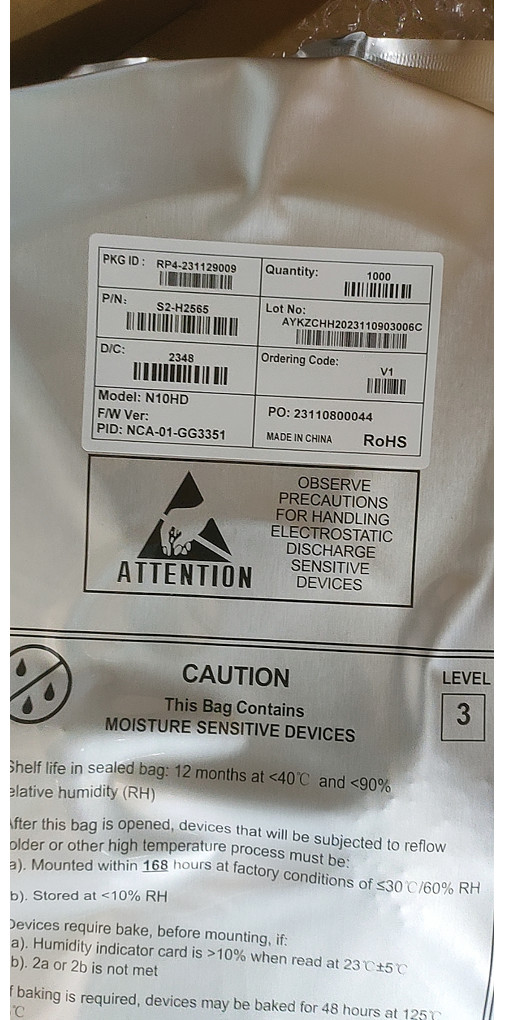 PKG ID : RP4-231129009
Quantity: 1000
P/N: S2-H2565
Lot No: AYKZCHH2023110903006C
D/C: 2348
Ordering Code: V1
Model: N10HD
F/W Ver:
PID: NCA-01-GG3351
PO: 23110800044
MADE IN CHINA RoHS
ATTENTION
OBSERVE
PRECAUTIONS
FOR HANDLING
ELECTROSTATIC
DISCHARGE
SENSITIVE
DEVICES
CAUTION
This Bag Contains
MOISTURE SENSITIVE DEVICES
LEVEL
3
Shelf life in sealed bag: 12 months at <40℃ and <90%
elative humidity (RH)
After this bag is opened, devices that will be subjected to reflow
older or other high temperature process must be:
a). Mounted within 168 hours at factory conditions of ≤30℃/60% RH
b). Stored at <10% RH
Devices require bake, before mounting, if:
a). Humidity indicator card is >10% when read at 23℃±5℃
b). 2a or 2b is not met
f baking is required, devices may be baked for 48 hours at 125℃
℃